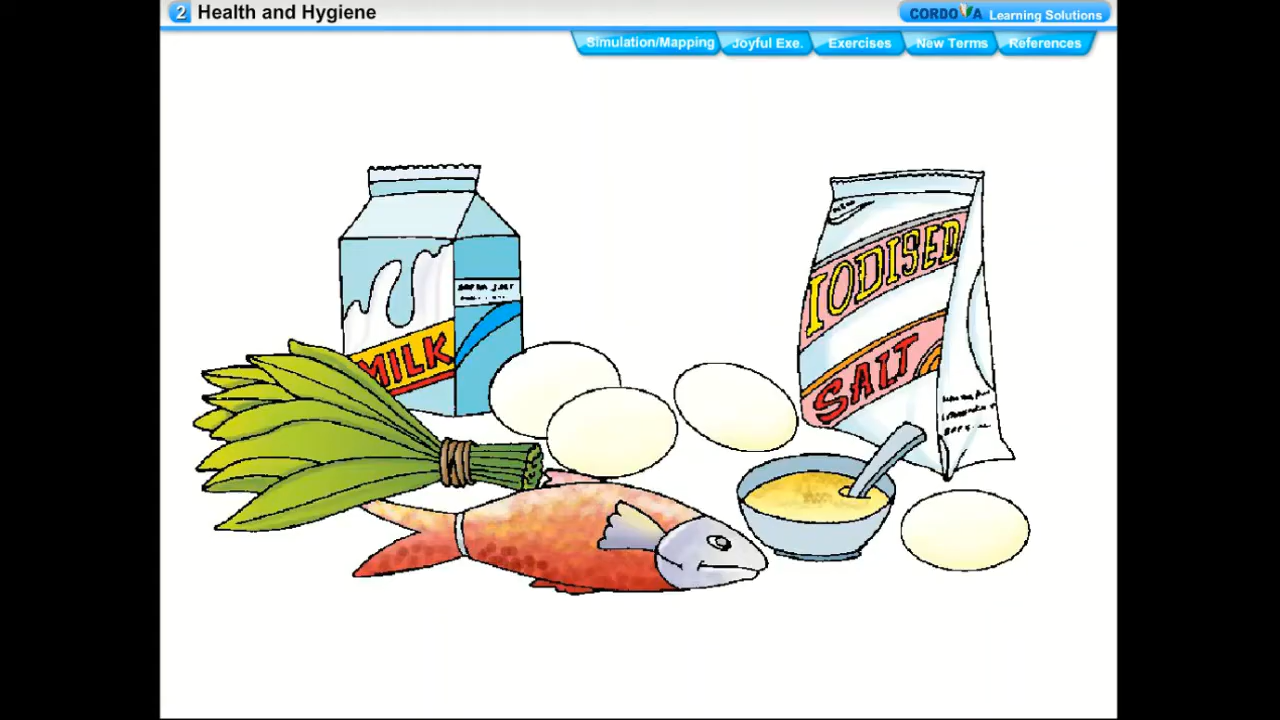 2 Health and Hygiene
CORDOVA Learning Solutions
Simulation/Mapping
Joyful Exe.
Exercises
New Terms
References
MILK
IODISED
SALT